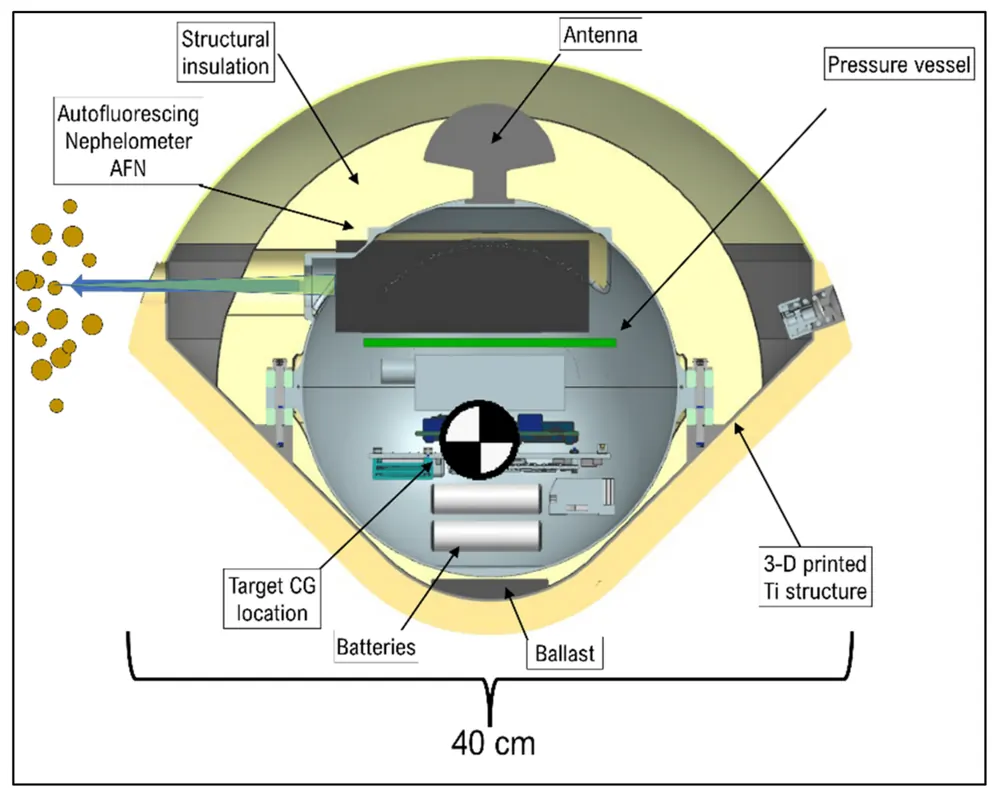 Structural
insulation
Antenna
Pressure vessel
Autofluorescing
Nephelometer
AFN
Target CG
location
Batteries
Ballast
3-D printed
Ti structure
40 cm